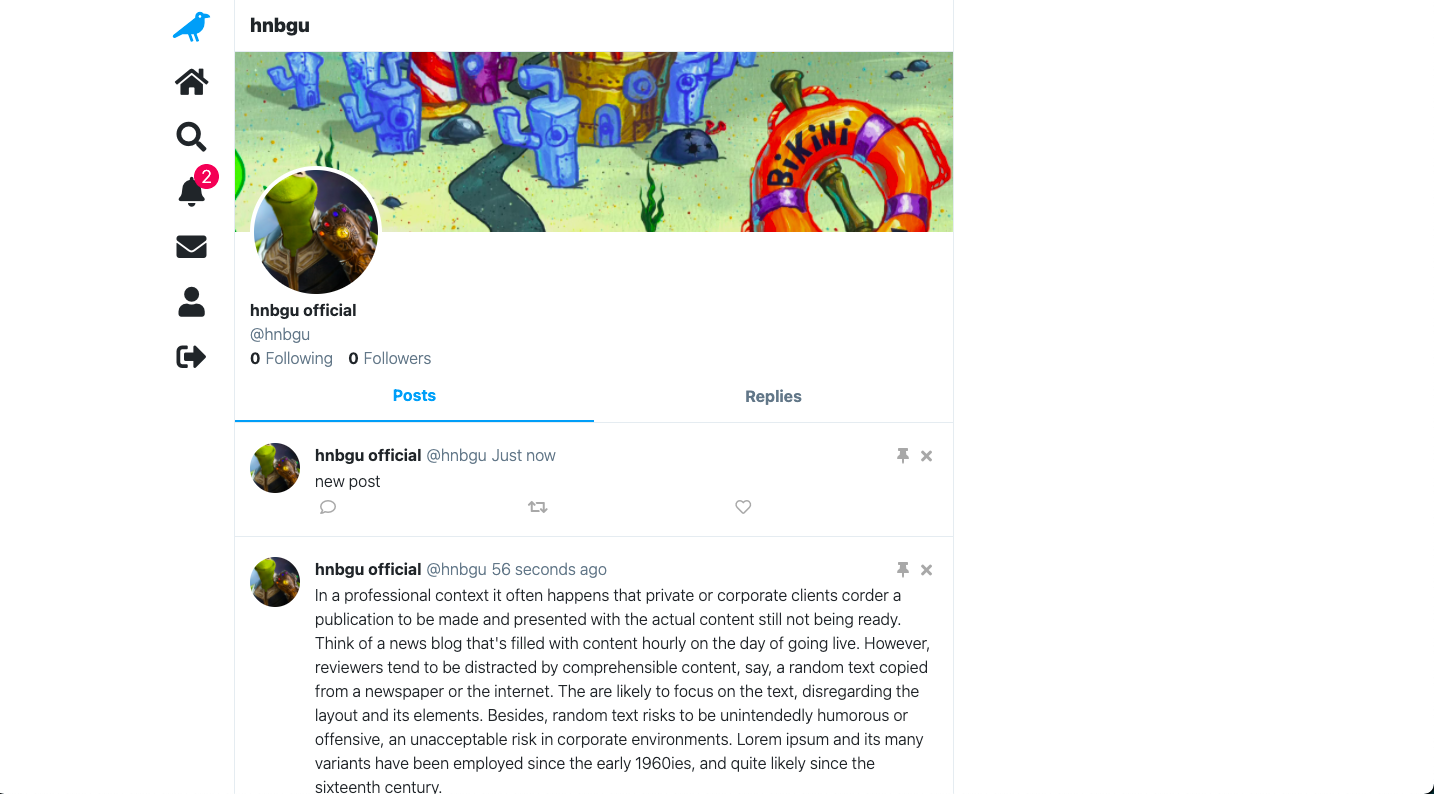 hnbgu
2
BiKiNi
hnbgu official
@hnbgu
0 Following 0 Followers
Posts
Replies
hnbgu official @hnbgu Just now
new post
hnbgu official @hnbgu 56 seconds ago
In a professional context it often happens that private or corporate clients corder a
publication to be made and presented with the actual content still not being ready.
Think of a news blog that's filled with content hourly on the day of going live. However,
reviewers tend to be distracted by comprehensible content, say, a random text copied
from a newspaper or the internet. The are likely to focus on the text, disregarding the
layout and its elements. Besides, random text risks to be unintendedly humorous or
offensive, an unacceptable risk in corporate environments. Lorem ipsum and its many
variants have been employed since the early 1960ies, and quite likely since the
sixteenth century.